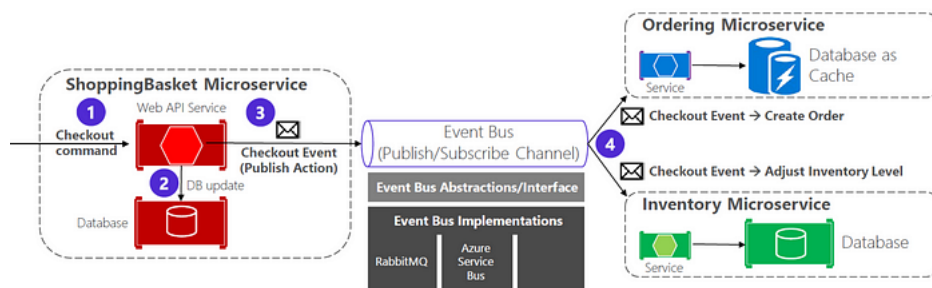 ShoppingBasket Microservice
Web API Service
1
Checkout
command
2
DB update
Database
3
Checkout Event
(Publish Action)
Event Bus
(Publish/Subscribe Channel)
Event Bus Abstractions/Interface
Event Bus Implementations
RabbitMQ
Azure
Service
Bus
4
Ordering Microservice
Service
Database as
Cache
Checkout Event → Create Order
Checkout Event → Adjust Inventory Level
Inventory Microservice
Service
Database